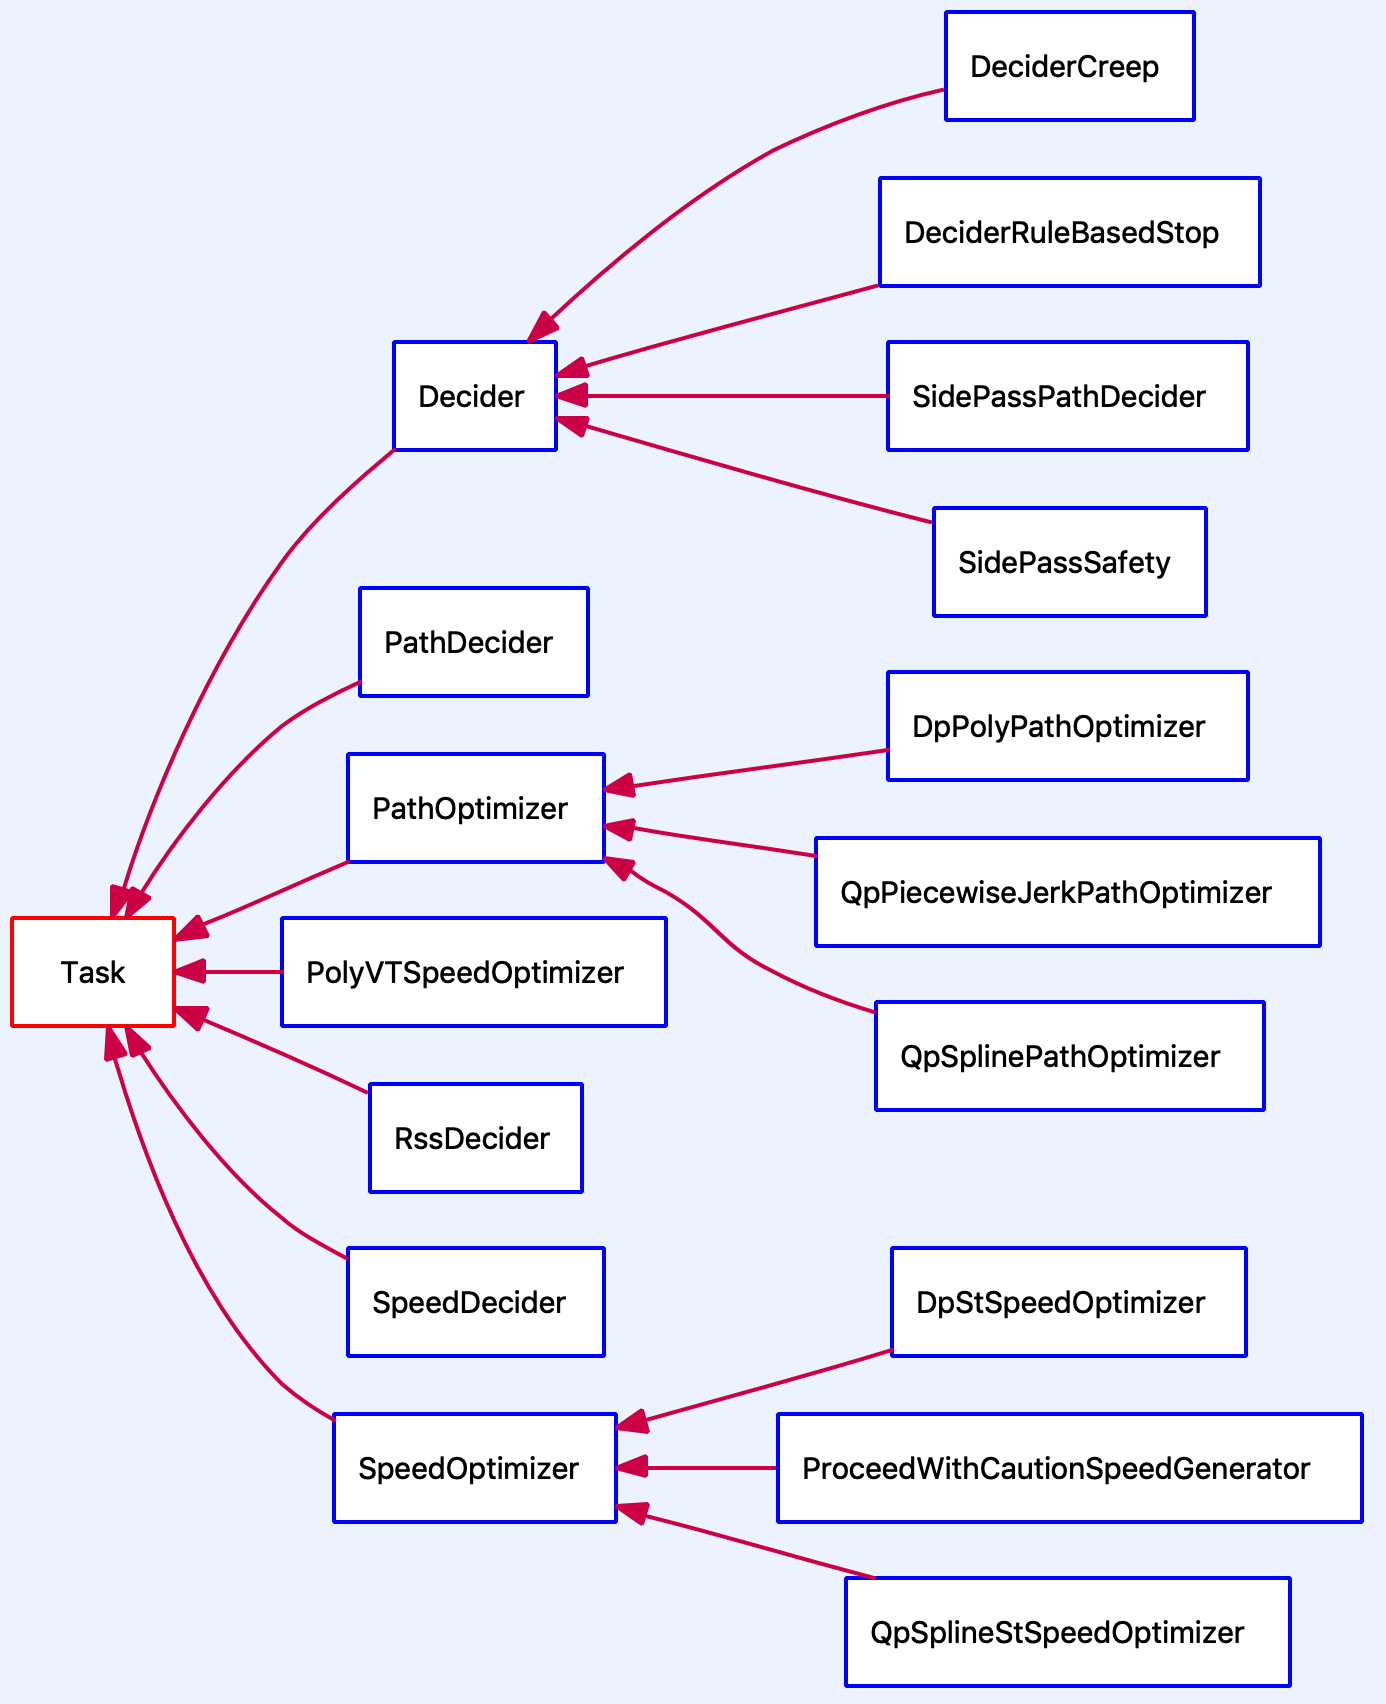 DeciderCreep
DeciderRuleBasedStop
Decider
SidePassPathDecider
SidePassSafety
PathDecider
DpPolyPathOptimizer
PathOptimizer
QpPiecewiseJerkPathOptimizer
Task
PolyVTSpeedOptimizer
QpSplinePathOptimizer
RssDecider
SpeedDecider
DpStSpeedOptimizer
SpeedOptimizer
ProceedWithCautionSpeedGenerator
QpSplineStSpeedOptimizer